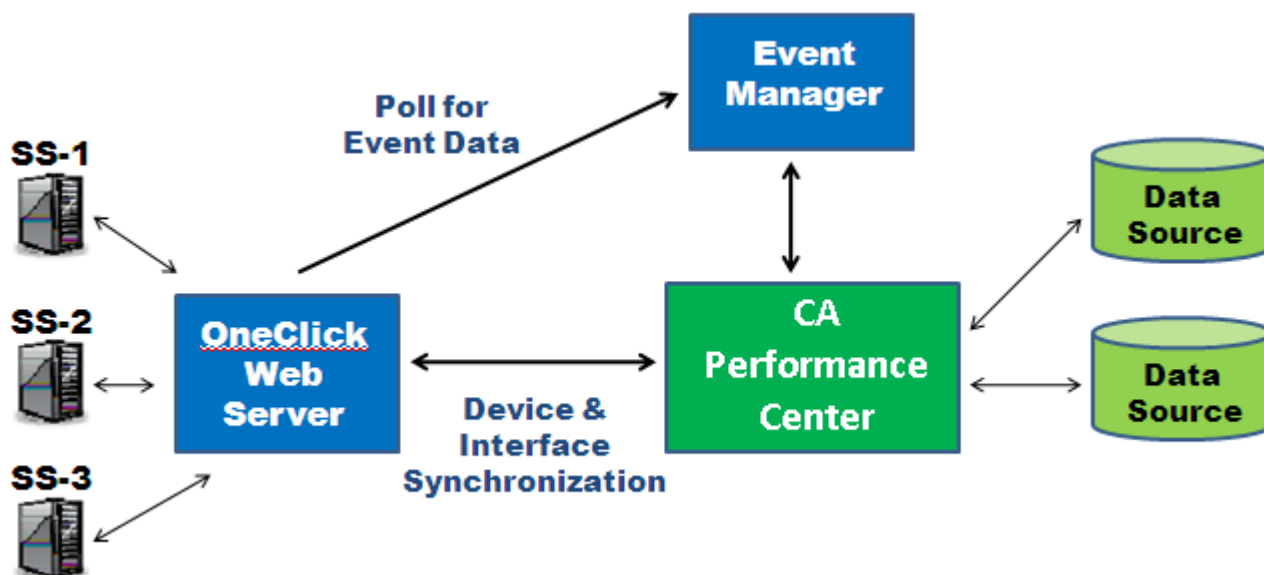 Event
Manager
Poll for
Event Data
SS-1
Data
Source
SS-2
OneClick
Web
Server
CA
Performance
Center
Data
Source
Device &
Interface
Synchronization
SS-3